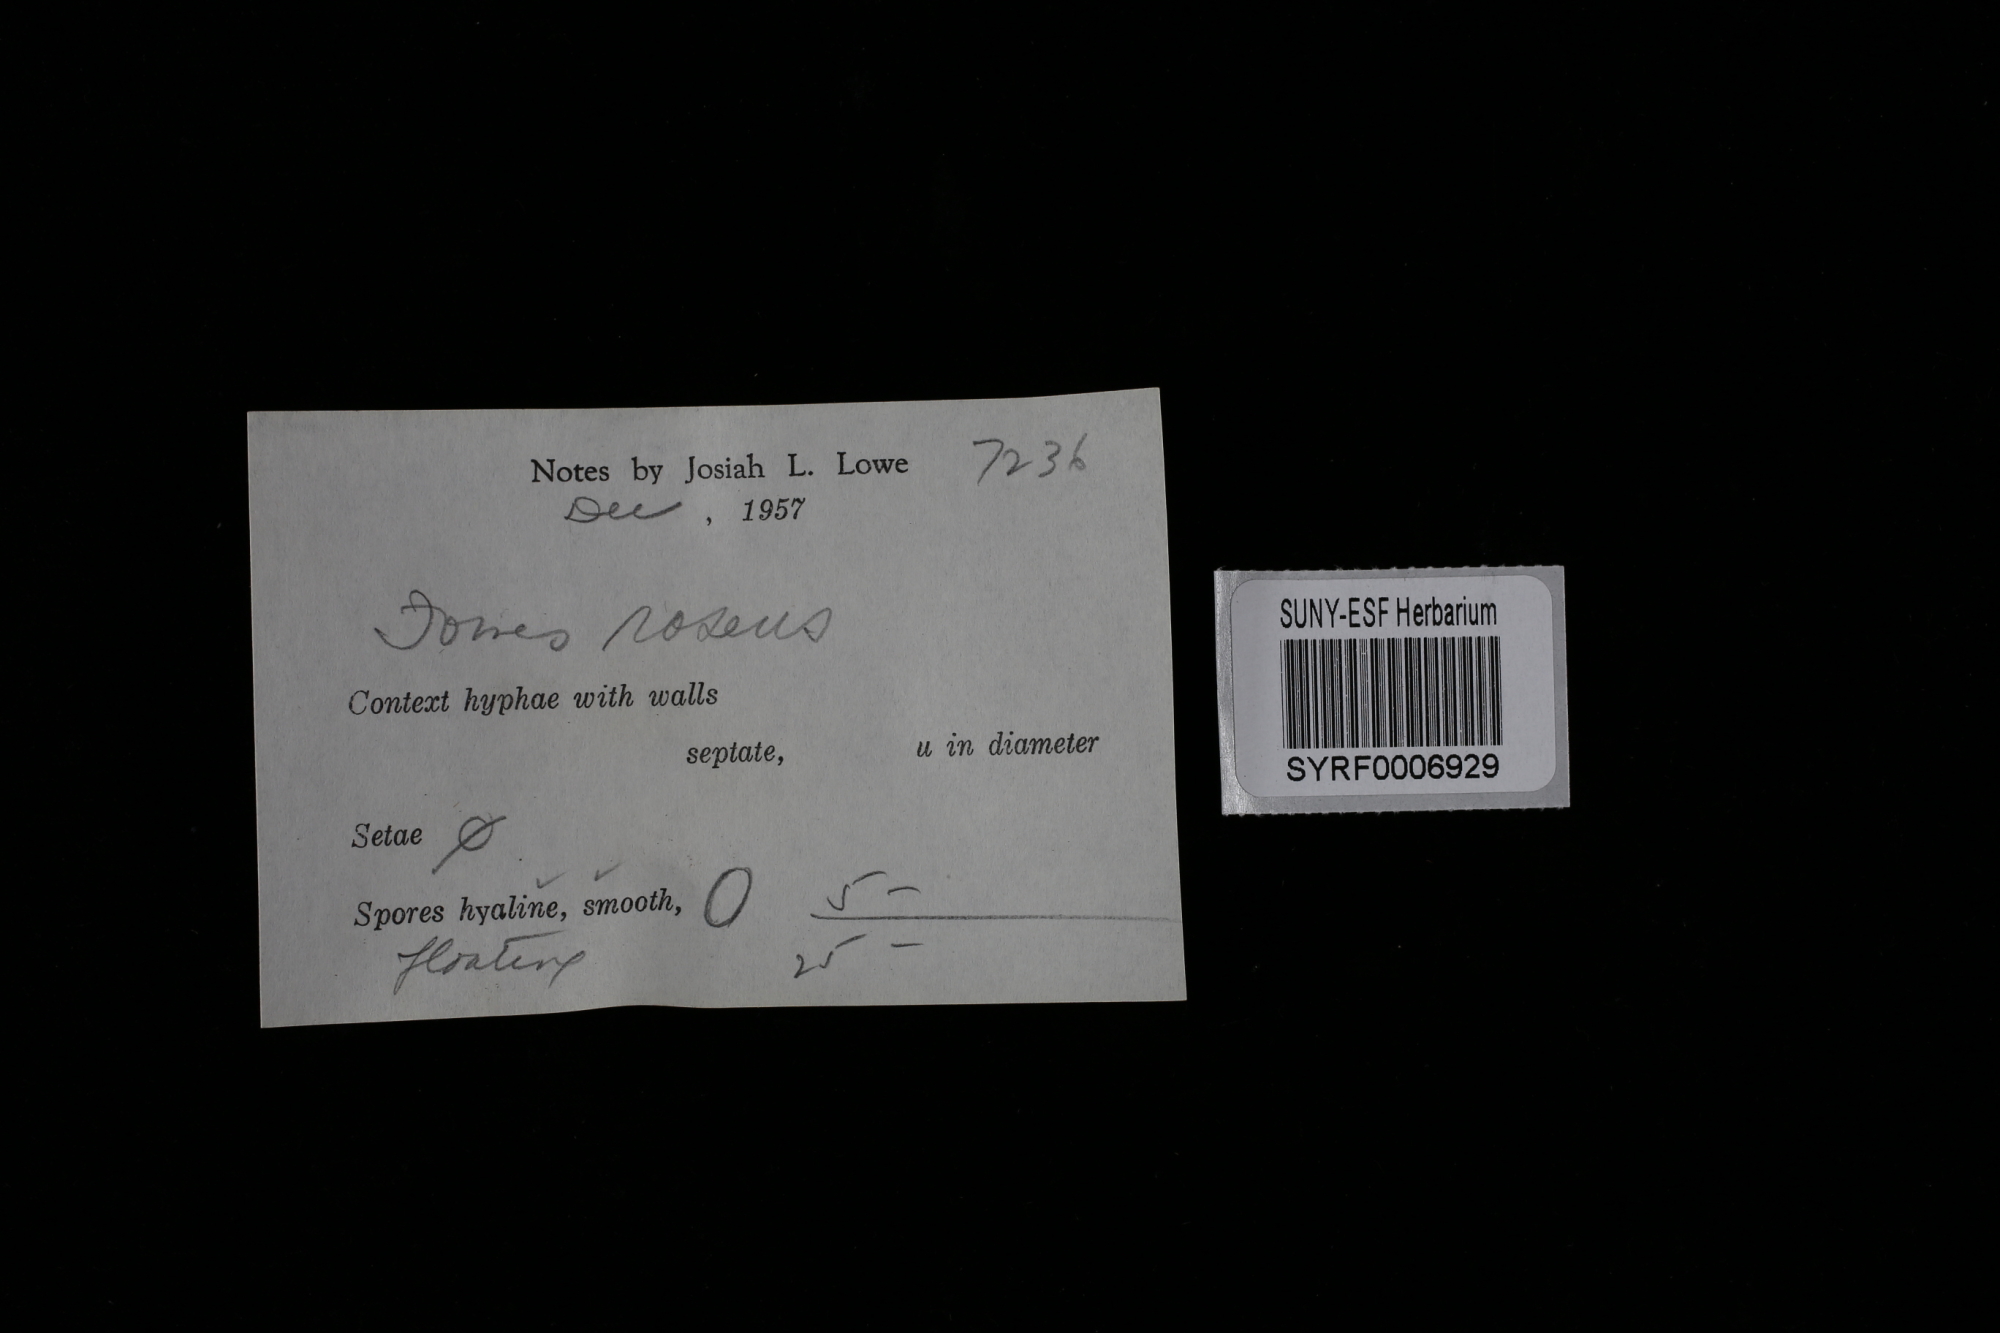 Notes by Josiah L. Lowe 7236
Dec , 1957
Fomes roseus
Context hyphae with walls
septate, u in diameter
Setae Ø
Spores hyaline, smooth, 0 5 –
floating 25 –
SUNY-ESF Herbarium
SYRF0006929